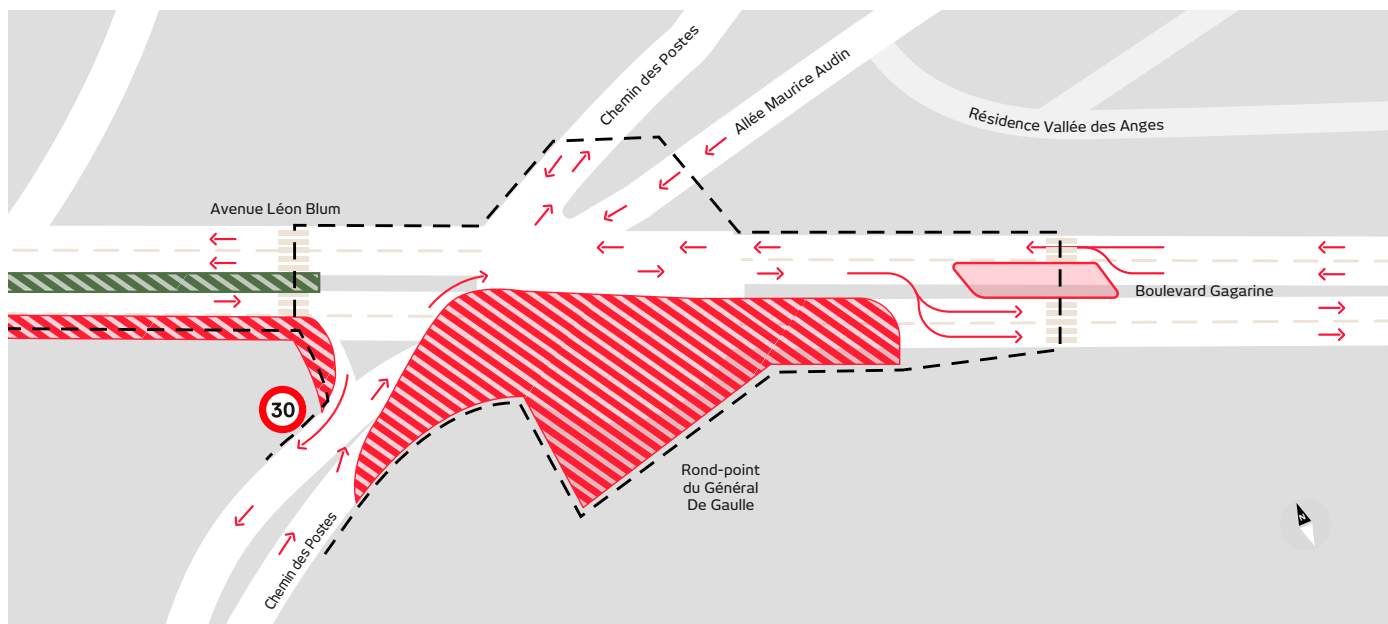 Chemin des Postes
Allée Maurice Audin
Résidence Vallée des Anges
Avenue Léon Blum
Boulevard Gagarine
30
Rond-point
du Général
De Gaulle
Chemin des Postes
N